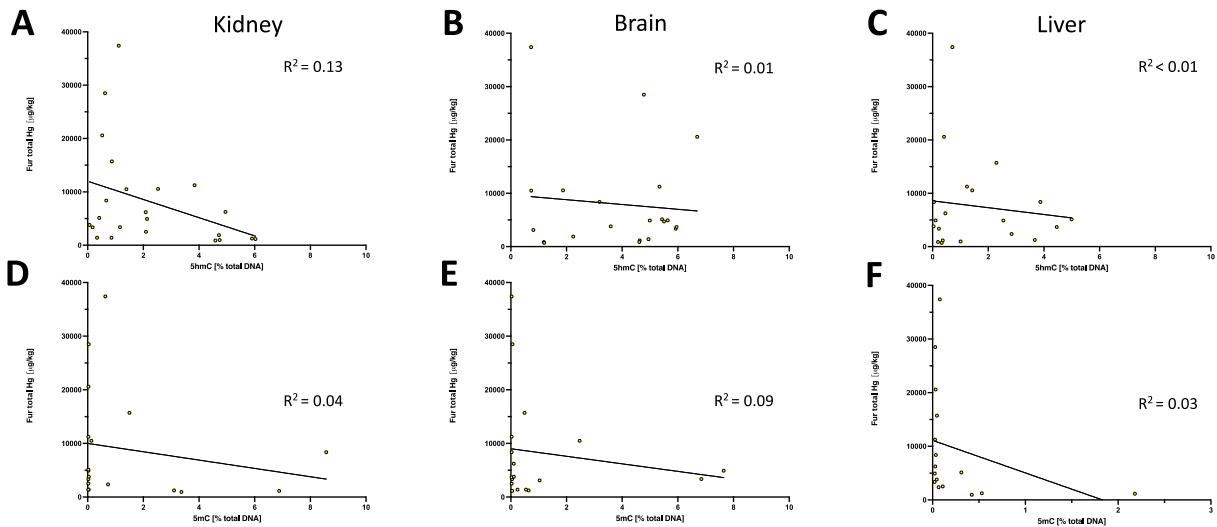 A
Kidney
R² = 0.13
Fur total Hg [µg/kg]
40000
30000
20000
10000
0
0 2 4 6 8 10
5hmC [% total DNA]
B
Brain
R² = 0.01
Fur total Hg [µg/kg]
40000
30000
20000
10000
0
0 2 4 6 8 10
5hmC [% total DNA]
C
Liver
R² < 0.01
Fur total Hg [µg/kg]
40000
30000
20000
10000
0
0 2 4 6 8 10
5hmC [% total DNA]
D
R² = 0.04
Fur total Hg [µg/kg]
40000
30000
20000
10000
0
0 2 4 6 8 10
5mC [% total DNA]
E
R² = 0.09
Fur total Hg [µg/kg]
40000
30000
20000
10000
0
0 2 4 6 8 10
5mC [% total DNA]
F
R² = 0.03
Fur total Hg [µg/kg]
40000
30000
20000
10000
0
0 1 2 3
5mC [% total DNA]